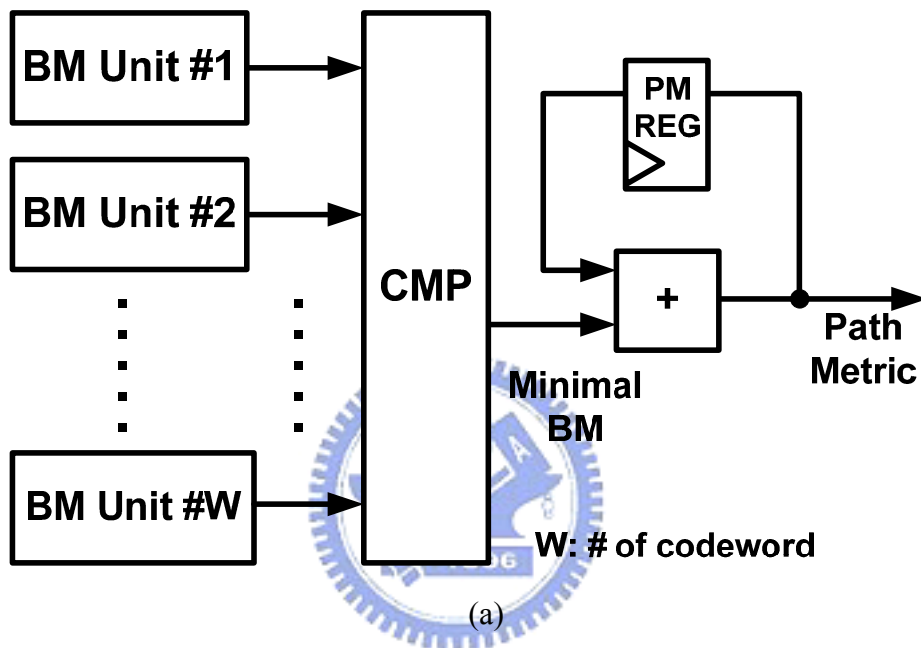 BM Unit #1
BM Unit #2
BM Unit #W
CMP
PM
REG
+
Minimal
BM
Path
Metric
W: # of codeword
(a)